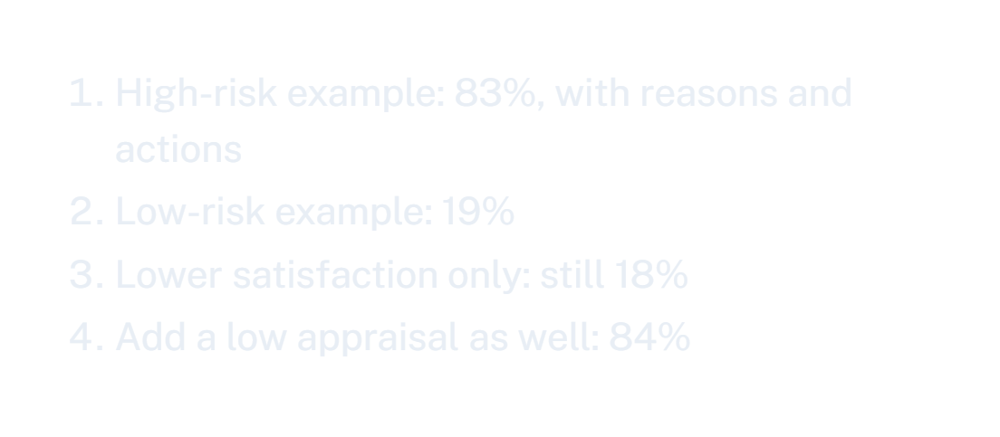 1. High-risk example: 83%, with reasons and
actions
2. Low-risk example: 19%
3. Lower satisfaction only: still 18%
4. Add a low appraisal as well: 84%